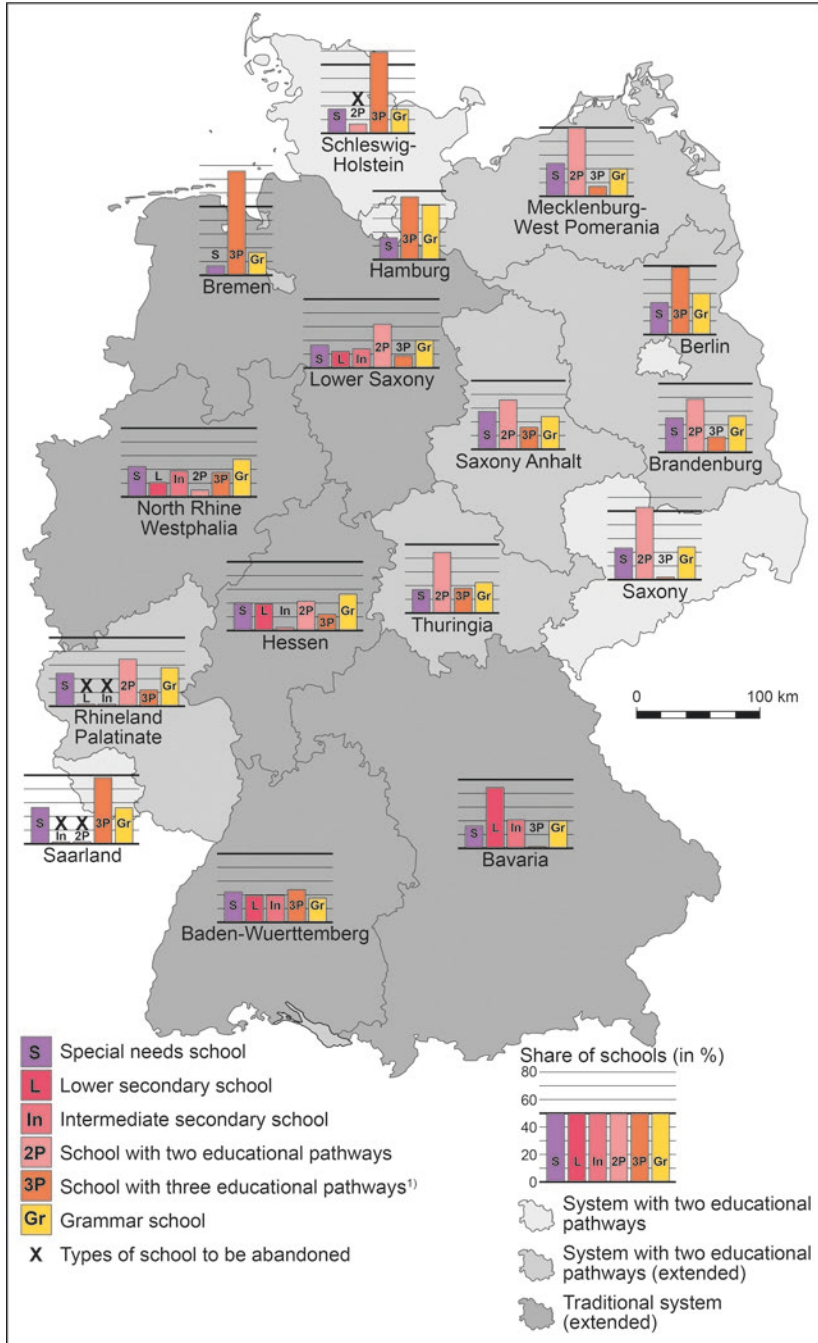 X
S
2P
3P
Gr
Schleswig-
Holstein
S
3P
Gr
Bremen
S
3P
Gr
Hamburg
S
2P
3P
Gr
Mecklenburg-
West Pomerania
S
3P
Gr
Berlin
S
L
In
2P
3P
Gr
Lower Saxony
S
2P
3P
Gr
Saxony Anhalt
S
2P
3P
Gr
Brandenburg
S
L
In
2P
3P
Gr
North Rhine
Westphalia
S
2P
3P
Gr
Saxony
S
L
In
2P
3P
Gr
Hessen
S
2P
3P
Gr
Thuringia
S
X X
L In
2P
3P
Gr
Rhineland
Palatinate
0 100 km
S
X X
In 2P
3P
Gr
Saarland
S
L
In
3P
Gr
Bavaria
S
L
In
3P
Gr
Baden-Wuerttemberg
S Special needs school
L Lower secondary school
In Intermediate secondary school
2P School with two educational pathways
3P School with three educational pathways¹⁾
Gr Grammar school
X Types of school to be abandoned
Share of schools (in %)
80
60
40
20
0
S L In 2P 3P Gr
System with two educational
pathways
System with two educational
pathways (extended)
Traditional system
(extended)